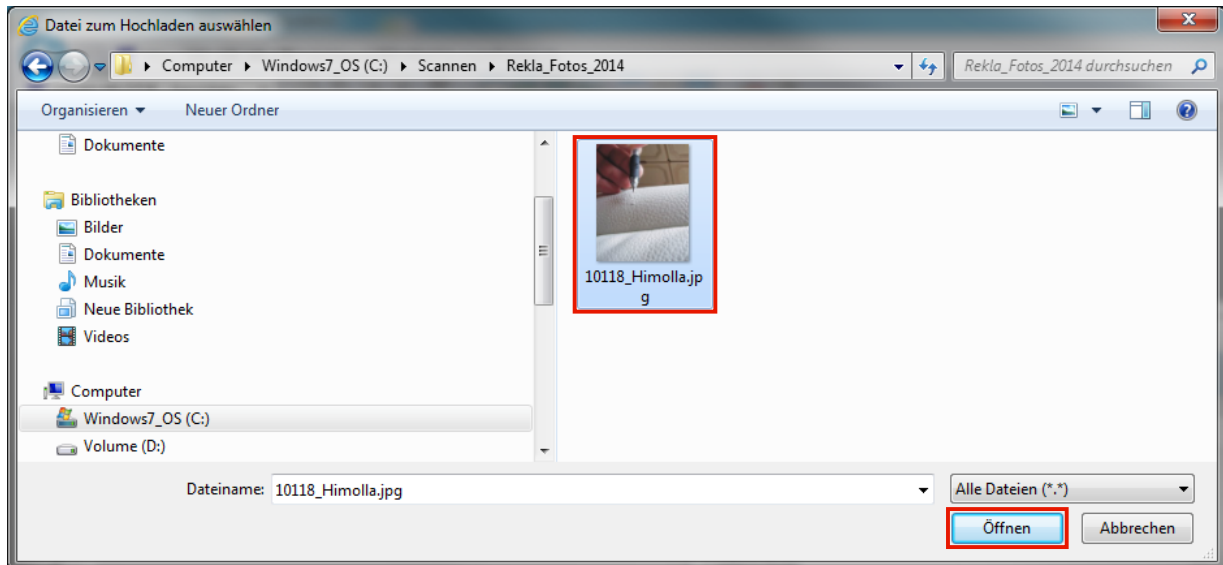 Datei zum Hochladen auswählen
Computer Windows7_OS (C:) Scannen Rekla_Fotos_2014
Rekla_Fotos_2014 durchsuchen
Organisieren Neuer Ordner
Dokumente
Bibliotheken
Bilder
Dokumente
Musik
Neue Bibliothek
Videos
Computer
Windows7_OS (C:)
Volume (D:)
10118_Himolla.jp
g
Dateiname: 10118_Himolla.jpg
Alle Dateien (*.*)
Öffnen Abbrechen